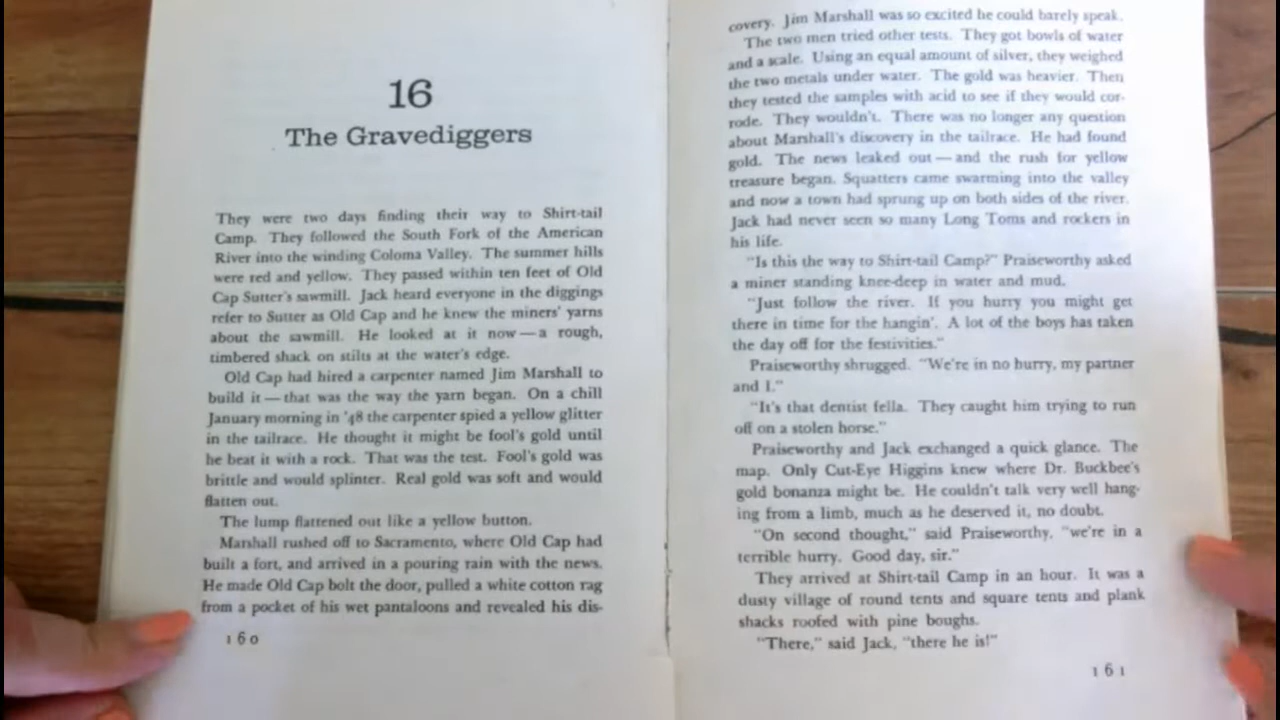 16
The Gravediggers
They were two days finding their way to Shirt-tail
Camp. They followed the South Fork of the American
River into the winding Coloma Valley. The summer hills
were red and yellow. They passed within ten feet of Old
Cap Sutter's sawmill. Jack heard everyone in the diggings
refer to Sutter as Old Cap and he knew the miners' yarns
about the sawmill. He looked at it now — a rough,
timbered shack on stilts at the water's edge.
Old Cap had hired a carpenter named Jim Marshall to
build it — that was the way the yarn began. On a chill
January morning in '48 the carpenter spied a yellow glitter
in the tailrace. He thought it might be fool's gold until
he beat it with a rock. That was the test. Fool's gold was
brittle and would splinter. Real gold was soft and would
flatten out.
The lump flattened out like a yellow button.
Marshall rushed off to Sacramento, where Old Cap had
built a fort, and arrived in a pouring rain with the news.
He made Old Cap bolt the door, pulled a white cotton rag
from a pocket of his wet pantaloons and revealed his dis-
160
covery. Jim Marshall was so excited he could barely speak.
The two men tried other tests. They got bowls of water
and a scale. Using an equal amount of silver, they weighed
the two metals under water. The gold was heavier. Then
they tested the samples with acid to see if they would cor-
rode. They wouldn't. There was no longer any question
about Marshall's discovery in the tailrace. He had found
gold. The news leaked out — and the rush for yellow
treasure began. Squatters came swarming into the valley
and now a town had sprung up on both sides of the river.
Jack had never seen so many Long Toms and rockers in
his life.
"Is this the way to Shirt-tail Camp?" Praiseworthy asked
a miner standing knee-deep in water and mud.
"Just follow the river. If you hurry you might get
there in time for the hangin'. A lot of the boys has taken
the day off for the festivities."
Praiseworthy shrugged. "We're in no hurry, my partner
and I."
"It's that dentist fella. They caught him trying to run
off on a stolen horse."
Praiseworthy and Jack exchanged a quick glance. The
map. Only Cut-Eye Higgins knew where Dr. Buckbee's
gold bonanza might be. He couldn't talk very well hang-
ing from a limb, much as he deserved it, no doubt.
"On second thought," said Praiseworthy, "we're in a
terrible hurry. Good day, sir."
They arrived at Shirt-tail Camp in an hour. It was a
dusty village of round tents and square tents and plank
shacks roofed with pine boughs.
"There," said Jack, "there he is!"
161